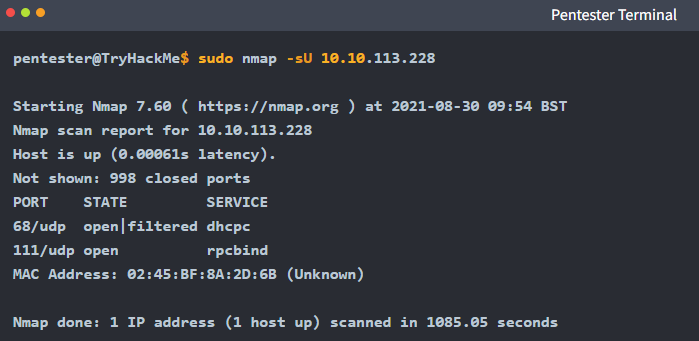 Pentester Terminal
pentester@TryHackMe$ sudo nmap -sU 10.10.113.228
Starting Nmap 7.60 ( https://nmap.org ) at 2021-08-30 09:54 BST
Nmap scan report for 10.10.113.228
Host is up (0.00061s latency).
Not shown: 998 closed ports
PORT    STATE         SERVICE
68/udp  open|filtered dhcpc
111/udp open          rpcbind
MAC Address: 02:45:BF:8A:2D:6B (Unknown)
Nmap done: 1 IP address (1 host up) scanned in 1085.05 seconds